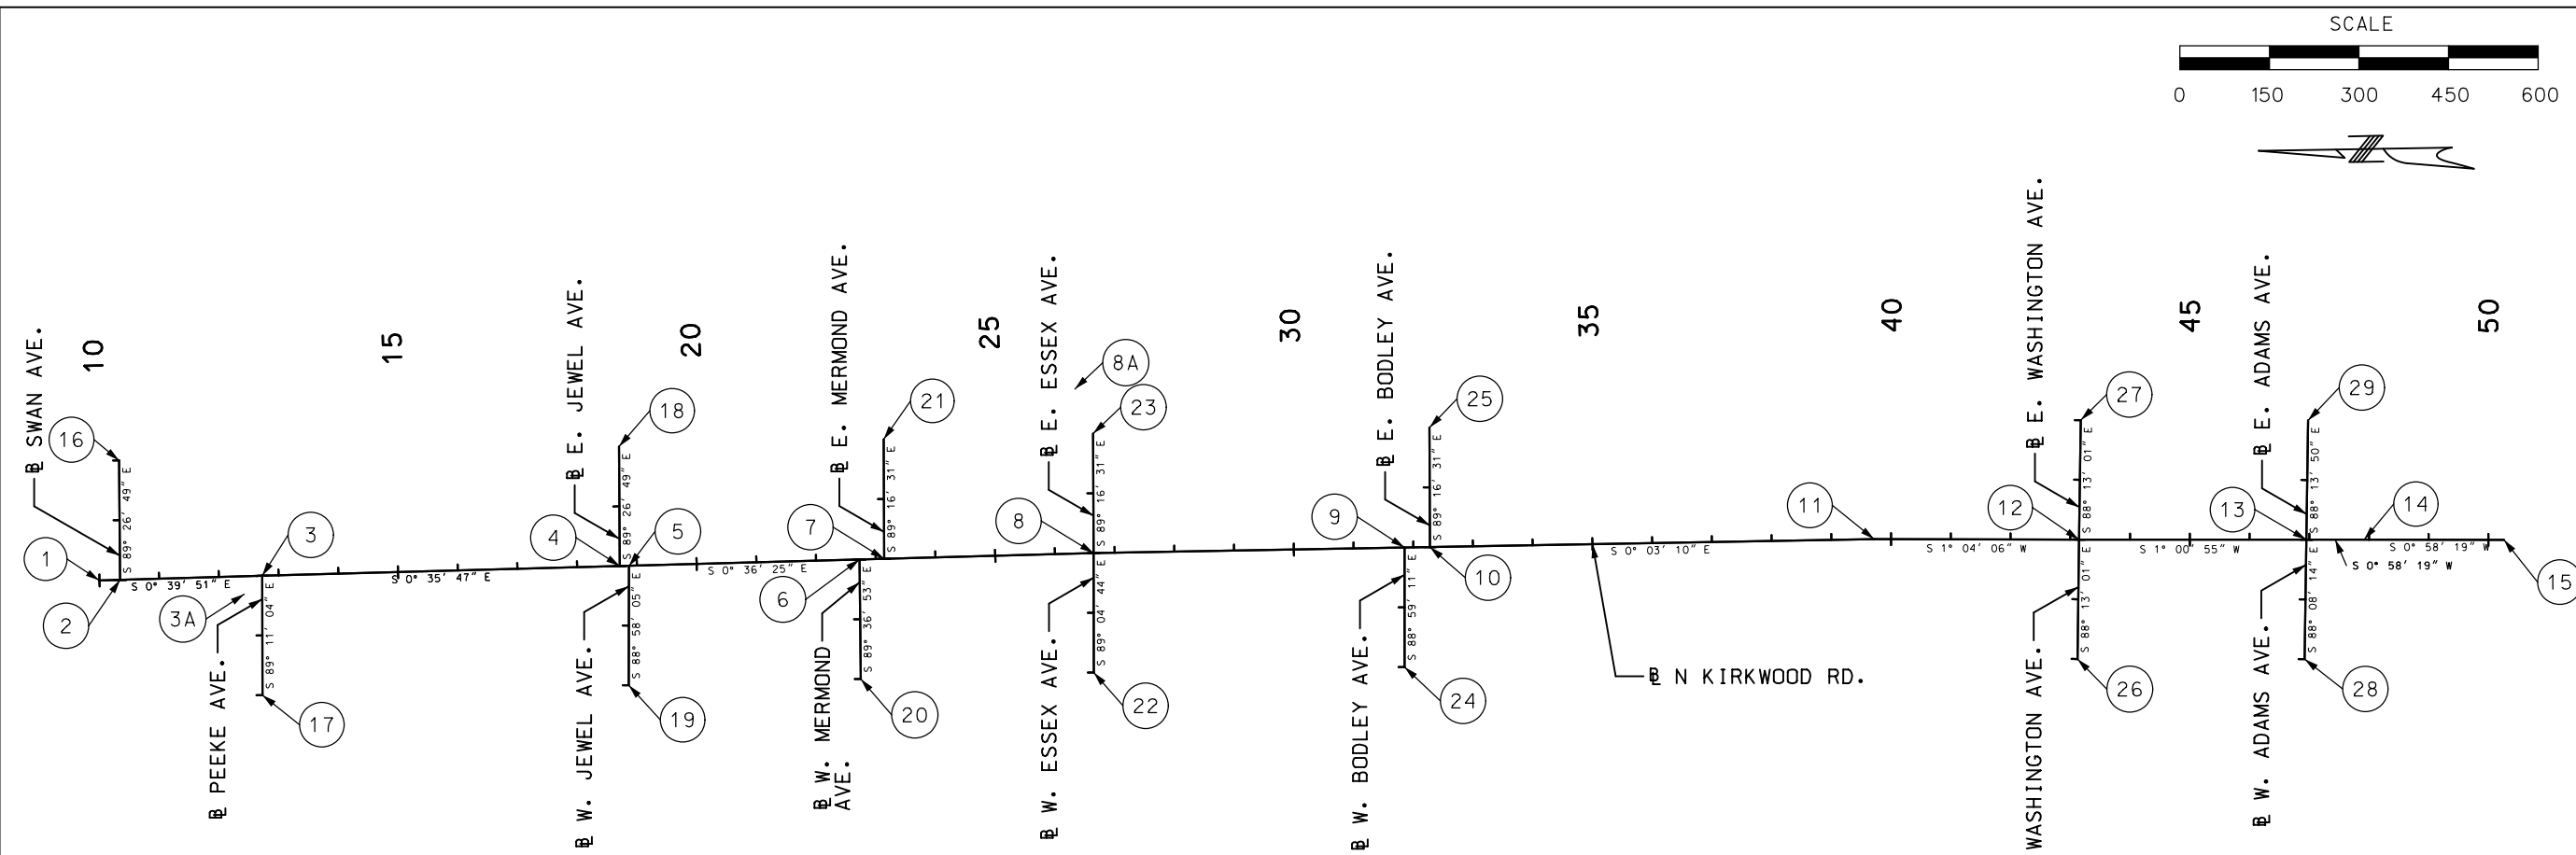 SCALE
0 150 300 450 600
10
15
20
25
30
35
40
45
50
℄ SWAN AVE.
℄ PEEKE AVE.
℄ E. JEWEL AVE.
℄ W. JEWEL AVE.
℄ E. MERMOND AVE.
℄ W. MERMOND
AVE.
℄ E. ESSEX AVE.
℄ W. ESSEX AVE.
℄ E. BODLEY AVE.
℄ W. BODLEY AVE.
℄ N KIRKWOOD RD.
℄ E. WASHINGTON AVE.
WASHINGTON AVE.
℄ E. ADAMS AVE.
℄ W. ADAMS AVE.
1
2
3
3A
4
5
6
7
8
8A
9
10
11
12
13
14
15
16
17
18
19
20
21
22
23
24
25
26
27
28
29
S 0° 39' 51" E
S 0° 35' 47" E
S 0° 36' 25" E
S 0° 03' 10" E
S 1° 04' 06" W
S 1° 00' 55" W
S 0° 58' 19" W
S 0° 58' 19" W
S 89° 26' 49" E
S 89° 11' 04" E
S 89° 26' 49" E
S 88° 58' 05" E
S 89° 16' 31" E
S 89° 36' 53" E
S 89° 16' 31" E
S 89° 04' 44" E
S 89° 16' 31" E
S 88° 59' 11" E
S 88° 13' 01" E
S 88° 13' 01" E
S 88° 13' 50" E
S 88° 08' 14" E